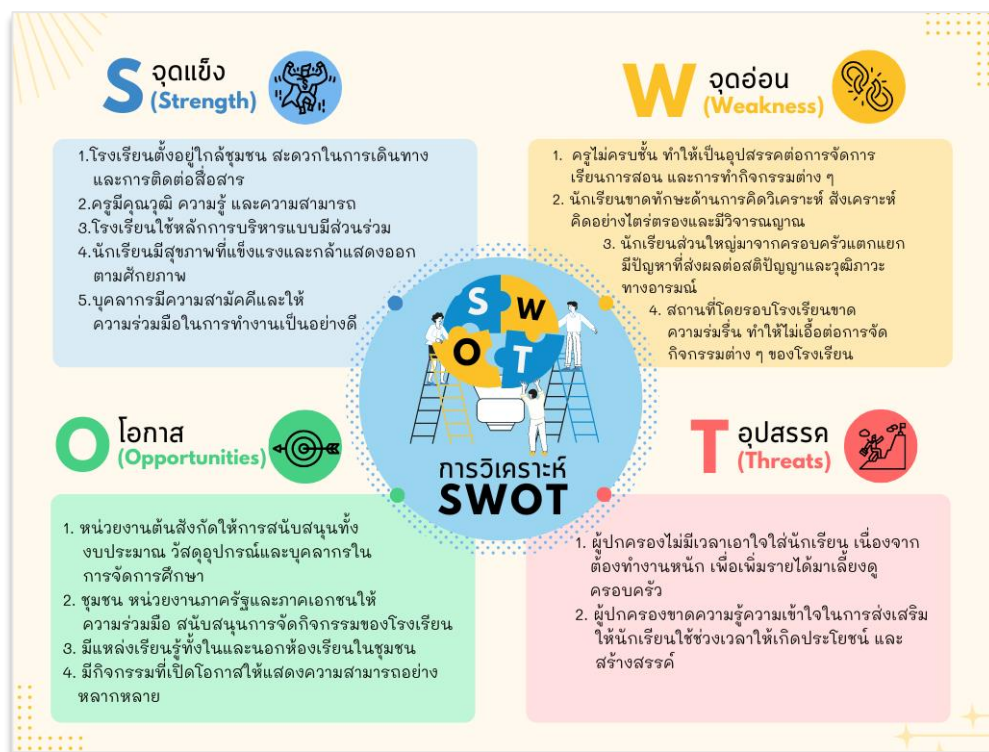 S จุดแข็ง
(Strength)
1.โรงเรียนตั้งอยู่ใกล้ชุมชน สะดวกในการเดินทาง
และการติดต่อสื่อสาร
2.ครูมีคุณวุฒิ ความรู้ และความสามารถ
3.โรงเรียนใช้หลักการบริหารแบบมีส่วนร่วม
4.นักเรียนมีสุขภาพที่แข็งแรงและกล้าแสดงออก
ตามศักยภาพ
5.บุคลากรมีความสามัคคีและให้
ความร่วมมือในการทำงานเป็นอย่างดี
W จุดอ่อน
(Weakness)
1. ครูไม่ครบชั้น ทำให้เป็นอุปสรรคต่อการจัดการ
เรียนการสอน และการทำกิจกรรมต่าง ๆ
2. นักเรียนขาดทักษะด้านการคิดวิเคราะห์ สังเคราะห์
คิดอย่างไตร่ตรองและมีวิจารณญาณ
3. นักเรียนส่วนใหญ่มาจากครอบครัวแตกแยก
มีปัญหาที่ส่งผลต่อสติปัญญาและวุฒิภาวะ
ทางอารมณ์
4. สถานที่โดยรอบโรงเรียนขาด
ความร่มรื่น ทำให้ไม่เอื้อต่อการจัด
กิจกรรมต่าง ๆ ของโรงเรียน
S W
O T
การวิเคราะห์
SWOT
O โอกาส
(Opportunities)
1. หน่วยงานต้นสังกัดให้การสนับสนุนทั้ง
งบประมาณ วัสดุอุปกรณ์และบุคลากรใน
การจัดการศึกษา
2. ชุมชน หน่วยงานภาครัฐและภาคเอกชนให้
ความร่วมมือ สนับสนุนการจัดกิจกรรมของโรงเรียน
3. มีแหล่งเรียนรู้ทั้งในและนอกห้องเรียนในชุมชน
4. มีกิจกรรมที่เปิดโอกาสให้แสดงความสามารถอย่าง
หลากหลาย
T อุปสรรค
(Threats)
1. ผู้ปกครองไม่มีเวลาเอาใจใส่นักเรียน เนื่องจาก
ต้องทำงานหนัก เพื่อเพิ่มรายได้มาเลี้ยงดู
ครอบครัว
2. ผู้ปกครองขาดความรู้ความเข้าใจในการส่งเสริม
ให้นักเรียนใช้ช่วงเวลาให้เกิดประโยชน์ และ
สร้างสรรค์